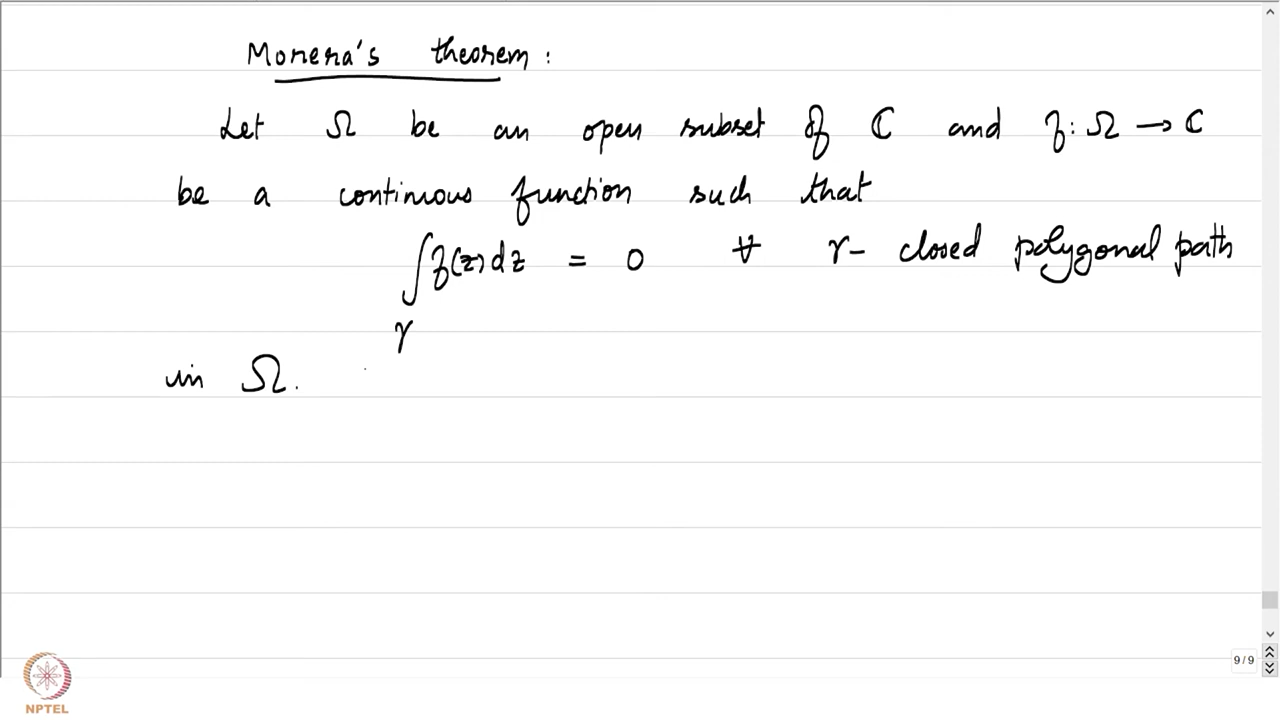 Morera's theorem :
Let Ω be an open subset of ℂ and f : Ω → ℂ
be a continuous function such that
∫ f(z) dz = 0 ∀ γ - closed polygonal path
γ
in Ω.
9 / 9
NPTEL